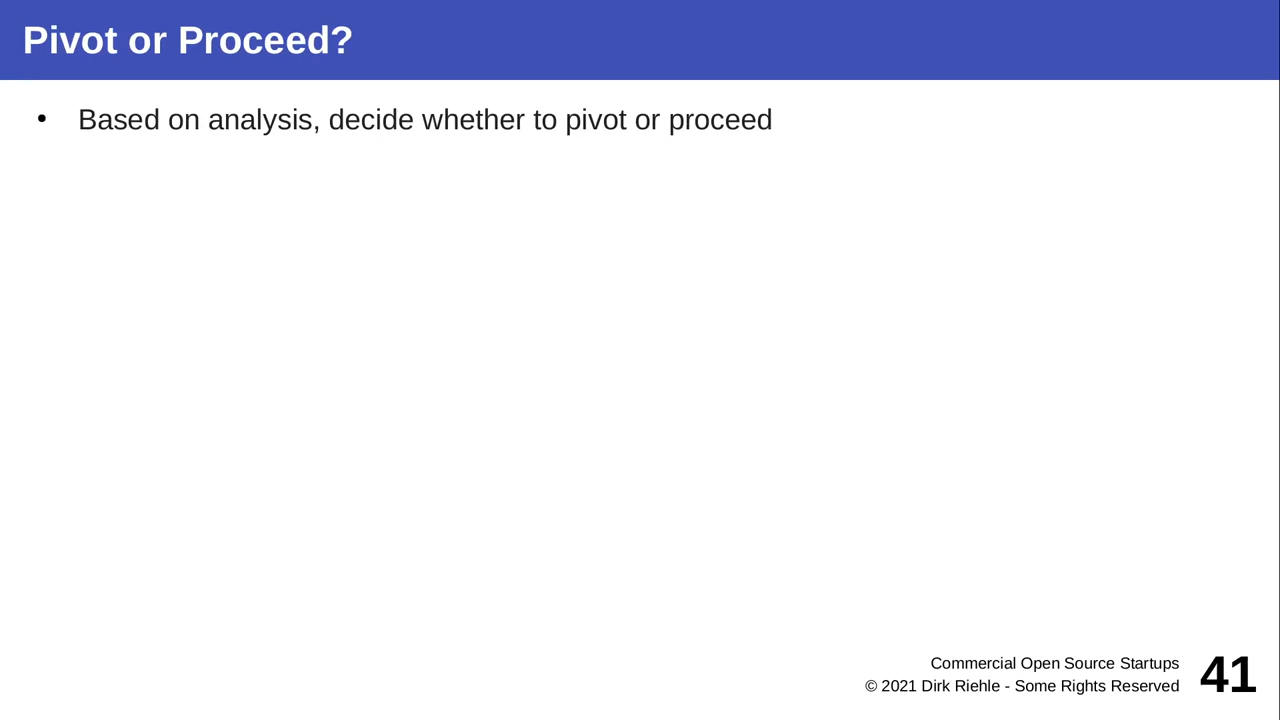 Pivot or Proceed?
• Based on analysis, decide whether to pivot or proceed
Commercial Open Source Startups
© 2021 Dirk Riehle - Some Rights Reserved
41